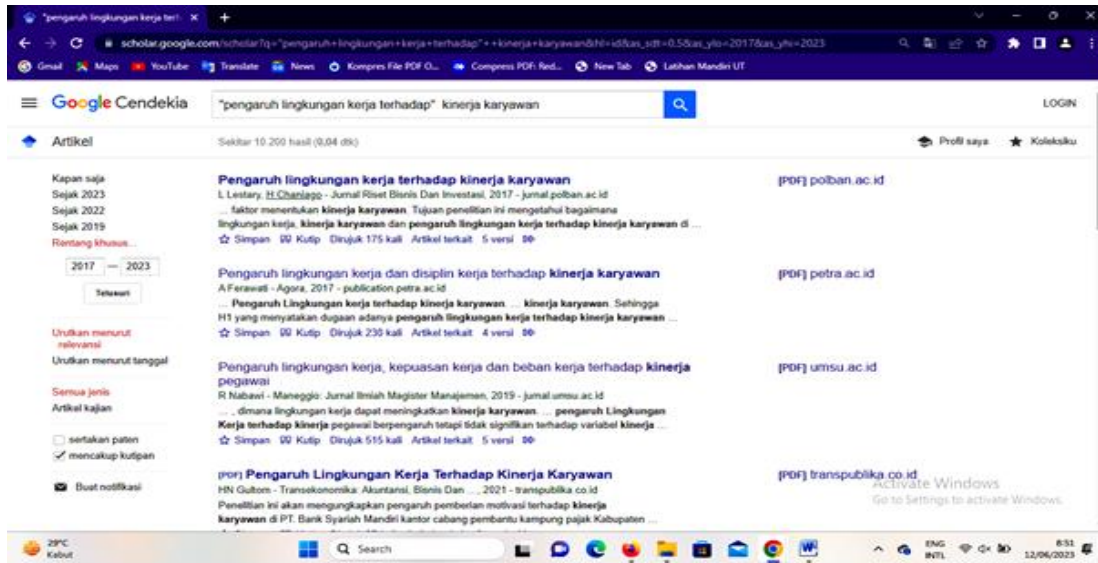 "pengaruh lingkungan kerja terh
scholar.google.com/scholar?q="pengaruh+lingkungan+kerja+terhadap"++kinerja+karyawan&hl=id&as_sdt=0.5&as_ylo=2017&as_yhi=2023
Gmail Maps YouTube Translate News Kompres File PDF O... Compress PDF: Red... New Tab Latihan Mandiri UT
Google Cendekia
"pengaruh lingkungan kerja terhadap" kinerja karyawan
LOGIN
Artikel
Sekitar 10.200 hasil (0,04 dtk)
Profil saya
Koleksiku
Kapan saja
Sejak 2023
Sejak 2022
Sejak 2019
Rentang khusus...
2017 — 2023
Telusuri
Urutkan menurut
relevansi
Urutkan menurut tanggal
Semua jenis
Artikel kajian
sertakan paten
mencakup kutipan
Buat notifikasi
Pengaruh lingkungan kerja terhadap kinerja karyawan
L Lestary, H Chaniago - Jurnal Riset Bisnis Dan Investasi, 2017 - jurnal.polban.ac.id
... faktor menentukan kinerja karyawan. Tujuan penelitian ini mengetahui bagaimana
lingkungan kerja, kinerja karyawan dan pengaruh lingkungan kerja terhadap kinerja karyawan di ...
Simpan Kutip Dirujuk 175 kali Artikel terkait 5 versi
[PDF] polban.ac.id
Pengaruh lingkungan kerja dan disiplin kerja terhadap kinerja karyawan
A Ferawati - Agora, 2017 - publication.petra.ac.id
... Pengaruh Lingkungan kerja terhadap kinerja karyawan. ... kinerja karyawan. Sehingga
H1 yang menyatakan dugaan adanya pengaruh lingkungan kerja terhadap kinerja karyawan ...
Simpan Kutip Dirujuk 230 kali Artikel terkait 4 versi
[PDF] petra.ac.id
Pengaruh lingkungan kerja, kepuasan kerja dan beban kerja terhadap kinerja
pegawai
R Nabawi - Maneggio: Jurnal Ilmiah Magister Manajemen, 2019 - jurnal.umsu.ac.id
... , dimana lingkungan kerja dapat meningkatkan kinerja karyawan. ... pengaruh Lingkungan
Kerja terhadap kinerja pegawai berpengaruh tetapi tidak signifikan terhadap variabel kinerja ...
Simpan Kutip Dirujuk 515 kali Artikel terkait 5 versi
[PDF] umsu.ac.id
[PDF] Pengaruh Lingkungan Kerja Terhadap Kinerja Karyawan
HN Gultom - Transekonomika: Akuntansi, Bisnis Dan ..., 2021 - transpublika.co.id
Penelitian ini akan mengungkapkan pengaruh pemberian motivasi terhadap kinerja
karyawan di PT. Bank Syariah Mandiri kantor cabang pembantu kampung pajak Kabupaten ...
[PDF] transpublika.co.id
Activate Windows
Go to Settings to activate Windows.
29°C
Kabut
Search
ENG
INTL
8:51
12/06/2023